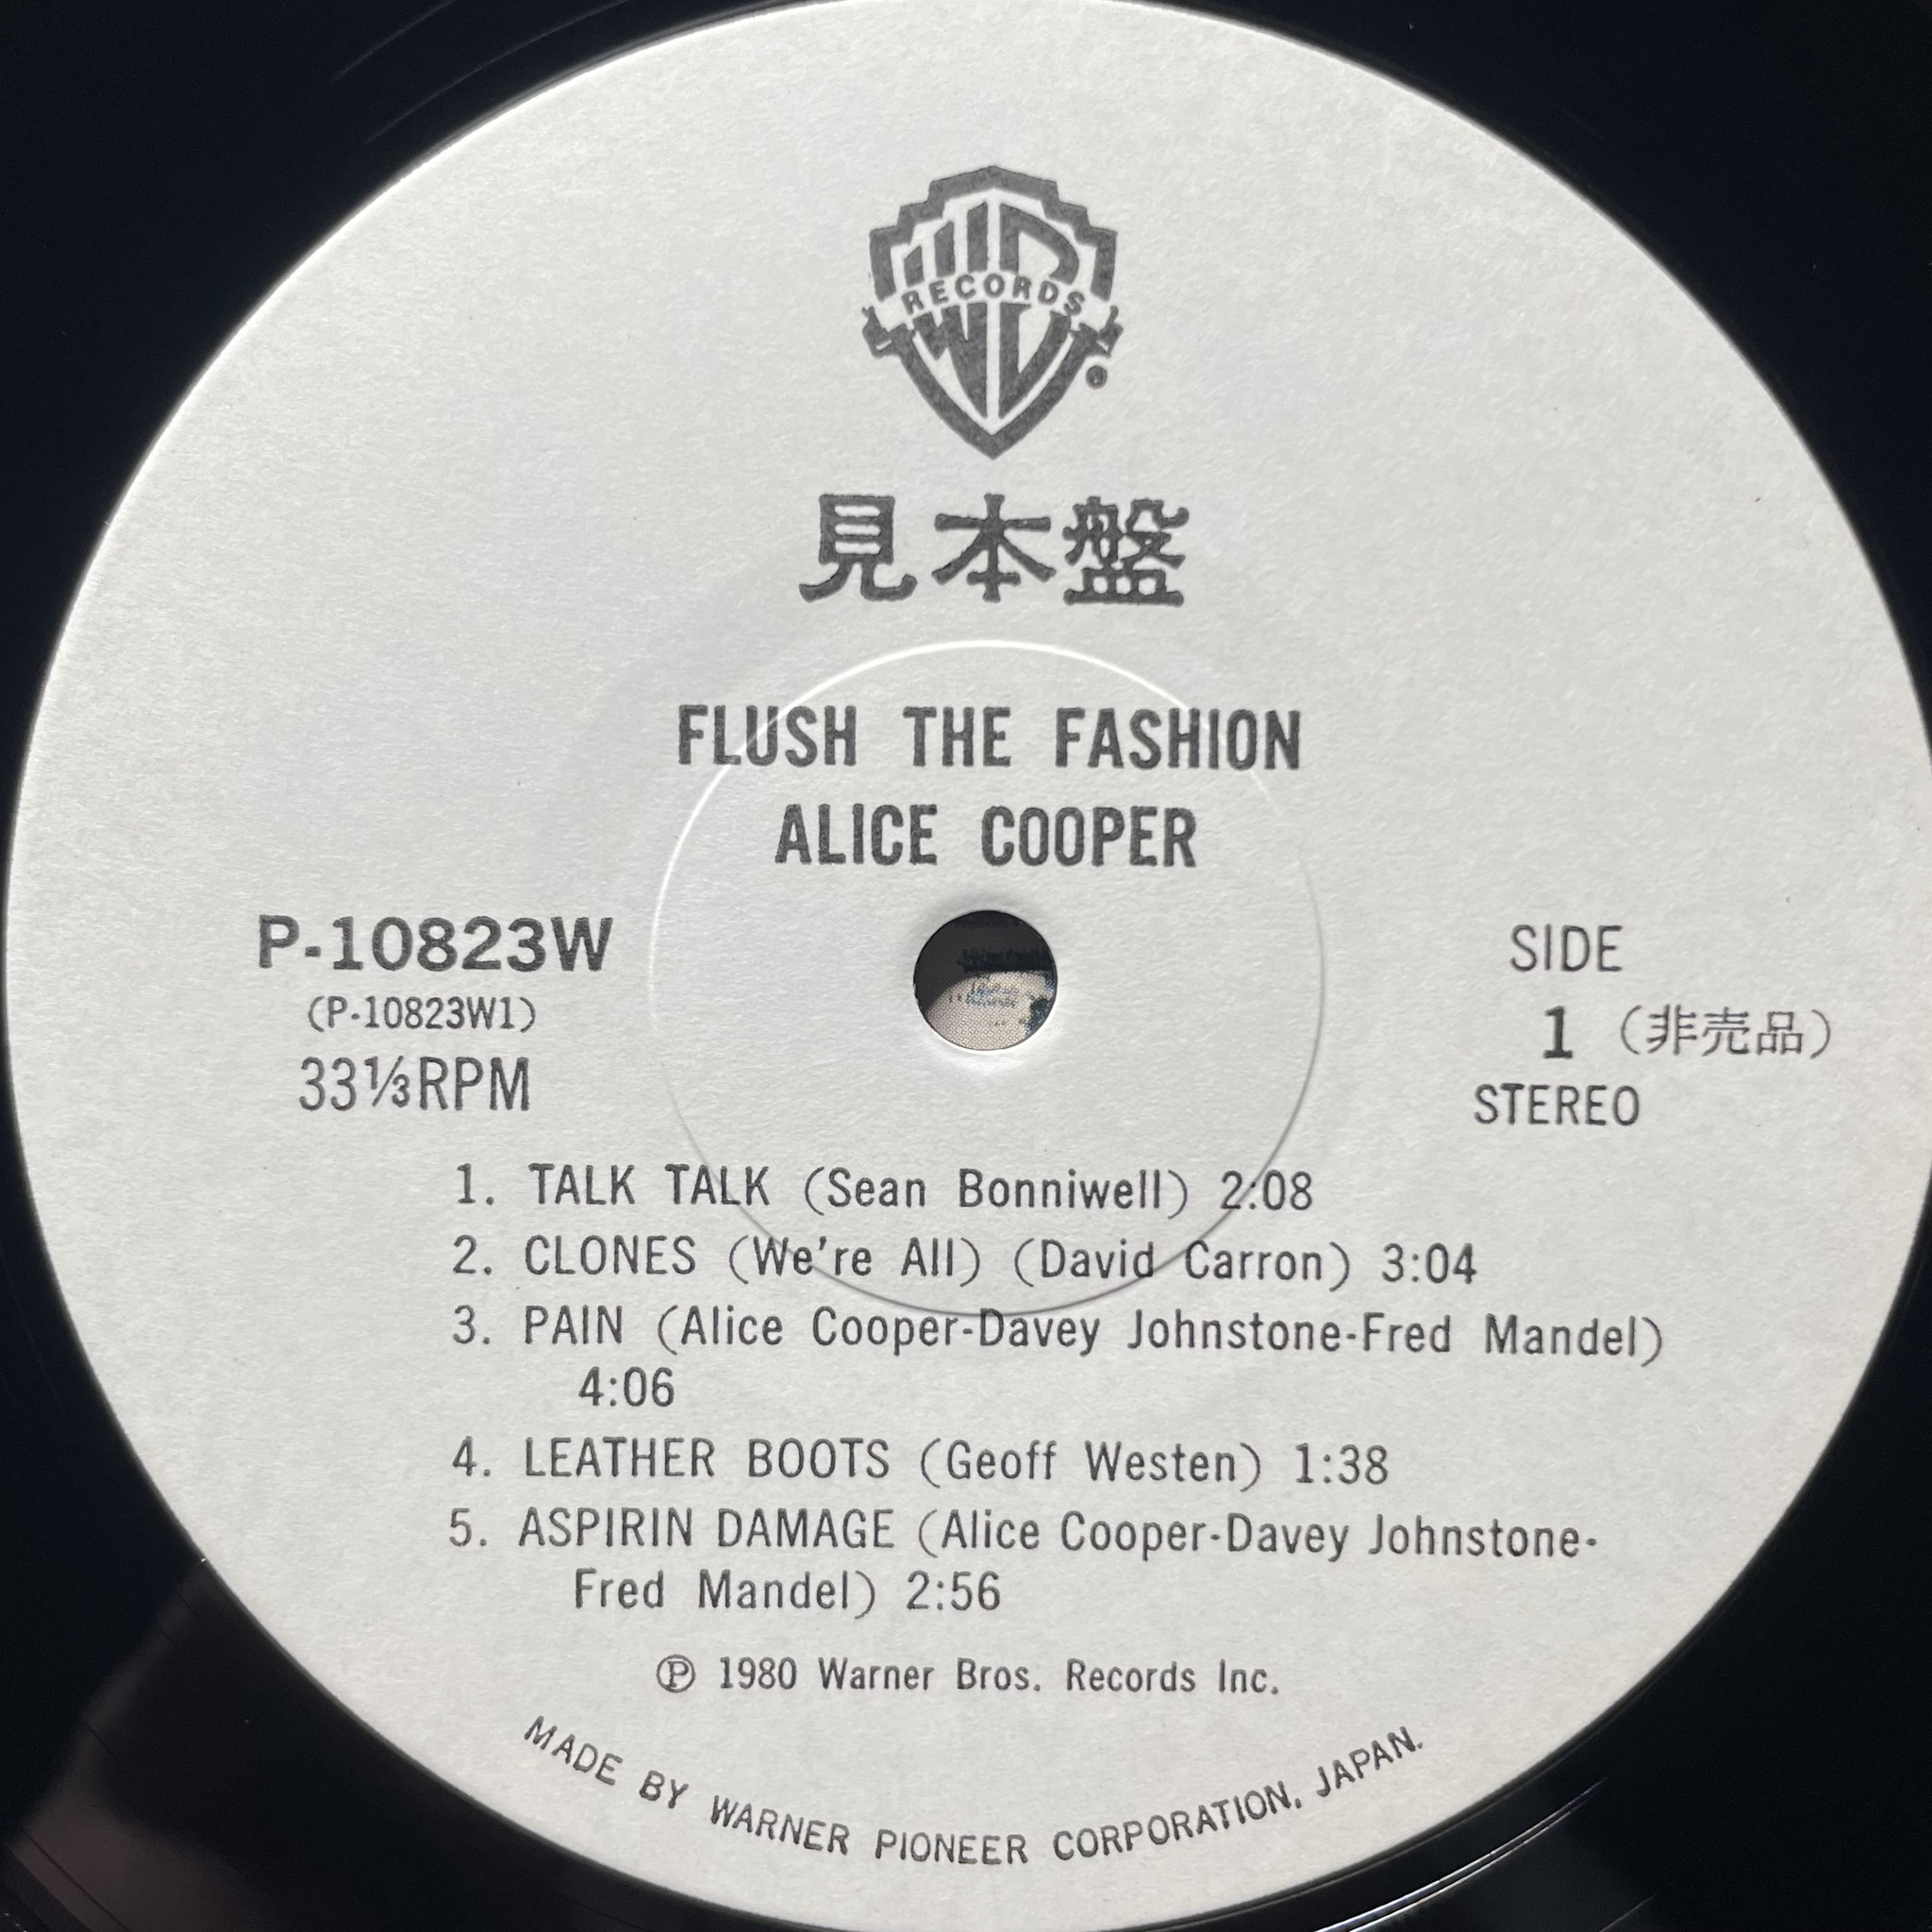 RECORDS
見本盤
FLUSH THE FASHION
ALICE COOPER
P-10823W
(P-10823W1)
33⅓RPM
SIDE
1 (非売品)
STEREO
1. TALK TALK (Sean Bonniwell) 2:08
2. CLONES (We're All) (David Carron) 3:04
3. PAIN (Alice Cooper-Davey Johnstone-Fred Mandel)
4:06
4. LEATHER BOOTS (Geoff Westen) 1:38
5. ASPIRIN DAMAGE (Alice Cooper-Davey Johnstone-
Fred Mandel) 2:56
℗ 1980 Warner Bros. Records Inc.
MADE BY WARNER PIONEER CORPORATION, JAPAN.